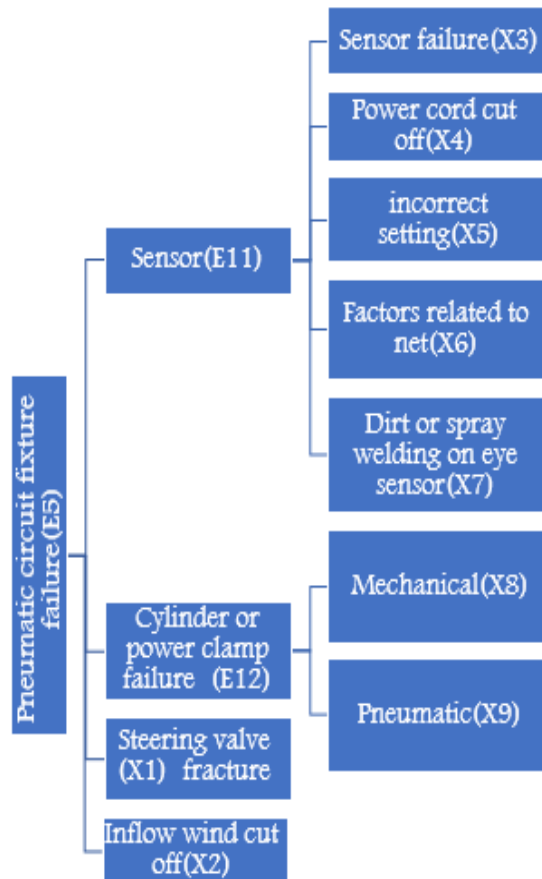 Pneumatic circuit fixture
failure(E5)
Sensor(E11)
Sensor failure(X3)
Power cord cut
off(X4)
incorrect
setting(X5)
Factors related to
net(X6)
Dirt or spray
welding on eye
sensor(X7)
Cylinder or
power clamp
failure (E12)
Mechanical(X8)
Pneumatic(X9)
Steering valve
(X1) fracture
Inflow wind cut
off(X2)